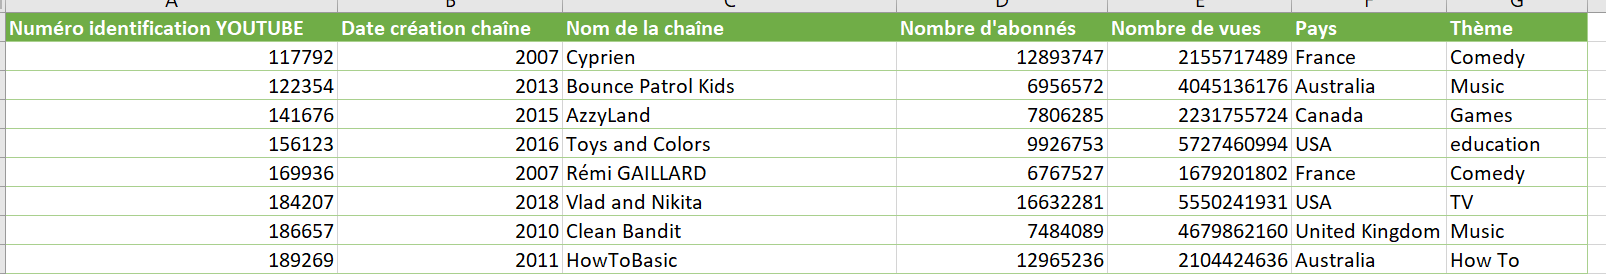 A B C D E F G
Numéro identification YOUTUBE Date création chaîne Nom de la chaîne Nombre d'abonnés Nombre de vues Pays Thème
117792 2007 Cyprien 12893747 2155717489 France Comedy
122354 2013 Bounce Patrol Kids 6956572 4045136176 Australia Music
141676 2015 AzzyLand 7806285 2231755724 Canada Games
156123 2016 Toys and Colors 9926753 5727460994 USA education
169936 2007 Rémi GAILLARD 6767527 1679201802 France Comedy
184207 2018 Vlad and Nikita 16632281 5550241931 USA TV
186657 2010 Clean Bandit 7484089 4679862160 United Kingdom Music
189269 2011 HowToBasic 12965236 2104424636 Australia How To